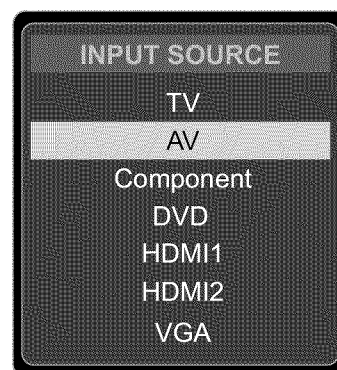 INPUT SOURCE
TV
AV
Component
DVD
HDMI1
HDMI2
VGA